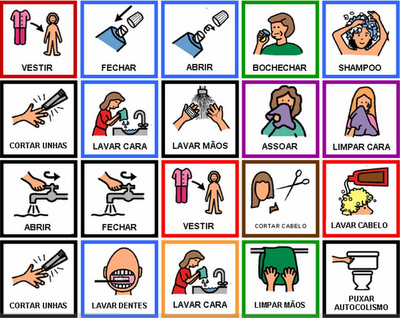 VESTIR
FECHAR
ABRIR
BOCHECHAR
SHAMPOO
CORTAR UNHAS
LAVAR CARA
LAVAR MÃOS
ASSOAR
LIMPAR CARA
ABRIR
FECHAR
VESTIR
CORTAR CABELO
LAVAR CABELO
CORTAR UNHAS
LAVAR DENTES
LAVAR CARA
LIMPAR MÃOS
PUXAR
AUTOCOLISMO